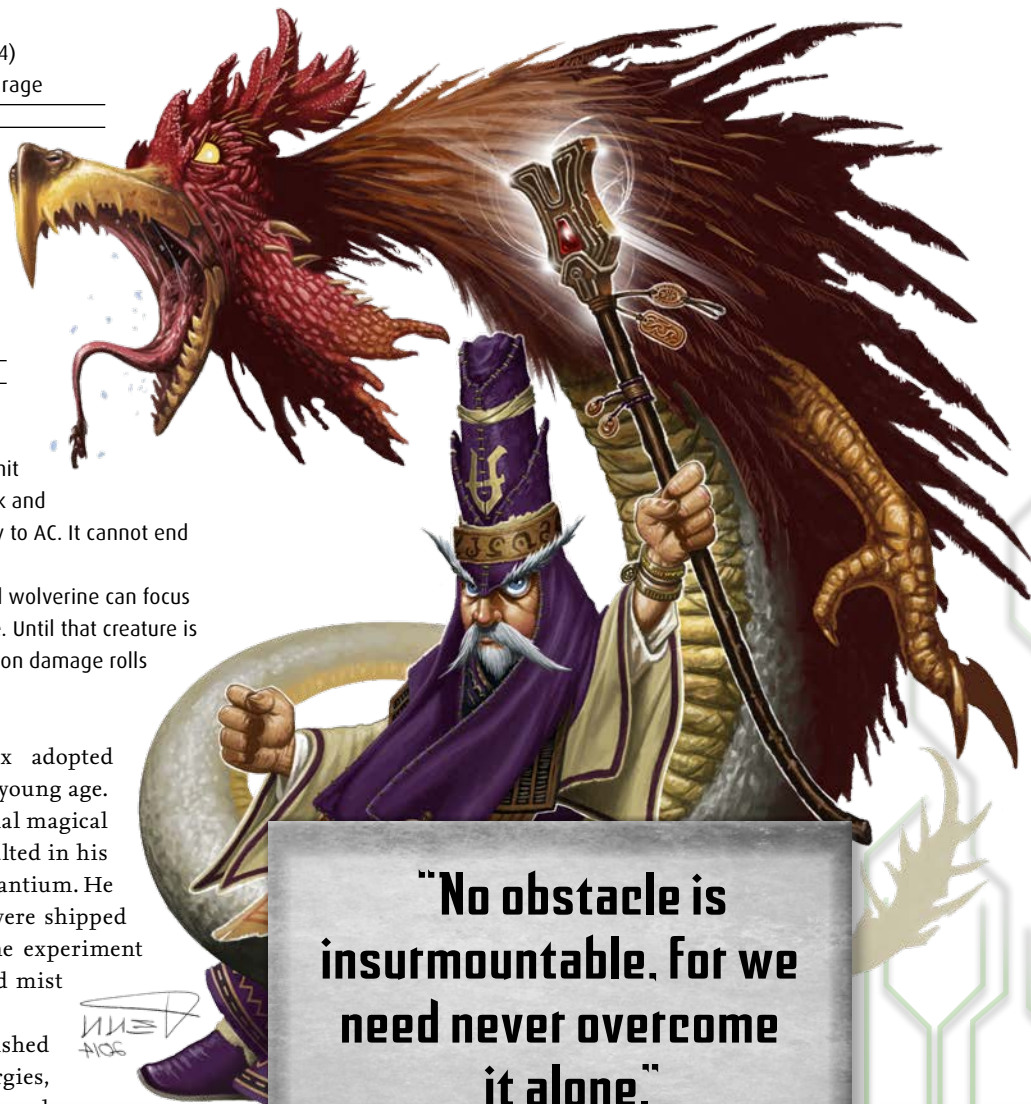 4)
rage
nit
k and
y to AC. It cannot end
d wolverine can focus
e. Until that creature is
on damage rolls
x adopted
young age.
al magical
lted in his
antium. He
were shipped
ne experiment
d mist
shed
rgies,
"No obstacle is
insurmountable, for we
need never overcome
it alone."